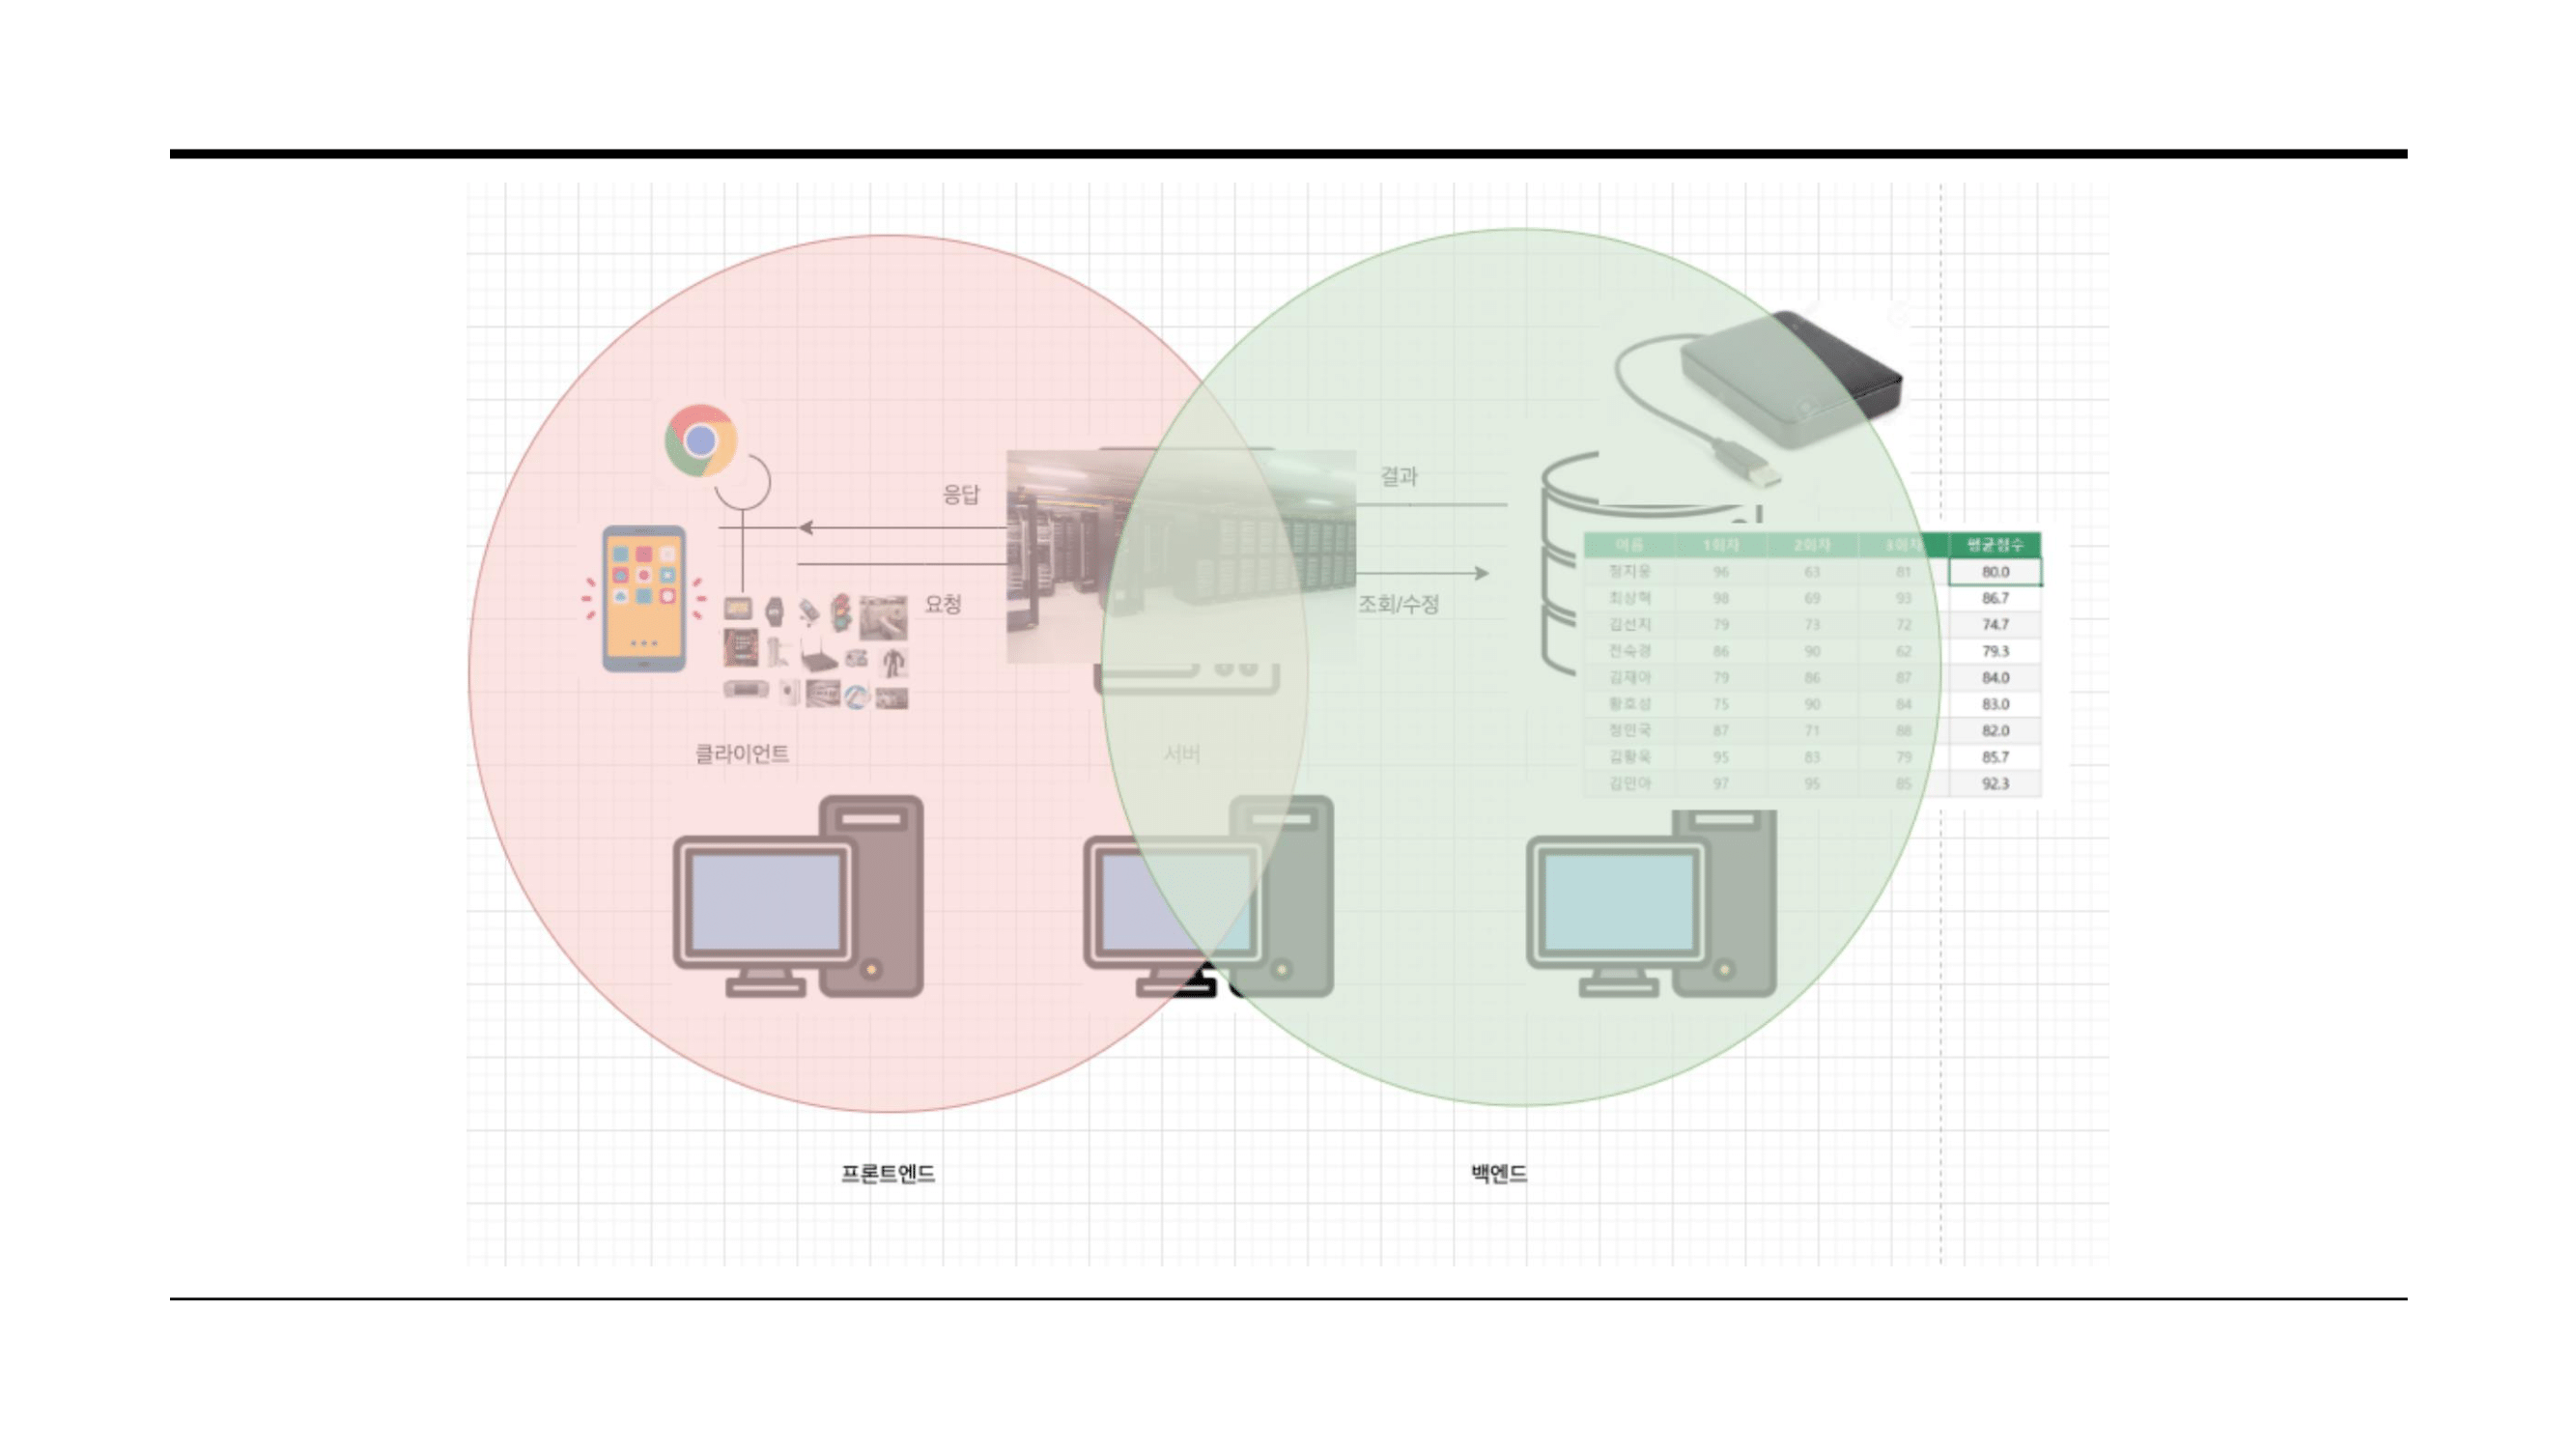 응답
결과
요청
조회/수정
이름 1회차 2회차 3회차 평균점수
정지웅 96 63 81 80.0
최상혁 98 69 93 86.7
김선지 79 73 72 74.7
전숙경 86 90 62 79.3
김재아 79 86 87 84.0
황호성 75 90 84 83.0
정민국 87 71 88 82.0
김황욱 95 83 79 85.7
김민아 97 95 85 92.3
클라이언트
서버
프론트엔드
백엔드